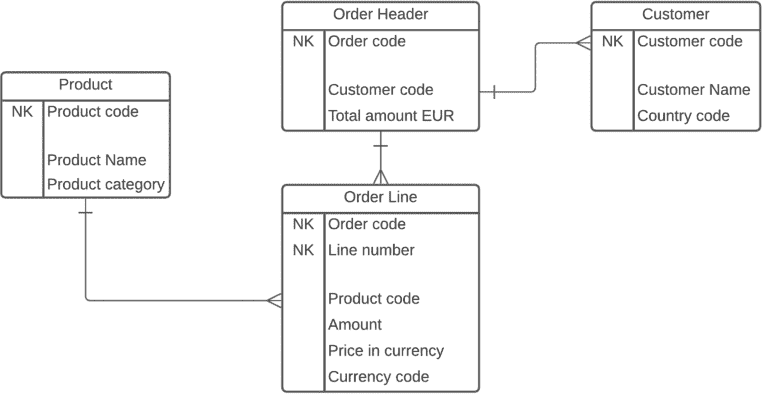 Order Header
NK Order code
Customer code
Total amount EUR
Customer
NK Customer code
Customer Name
Country code
Product
NK Product code
Product Name
Product category
Order Line
NK Order code
NK Line number
Product code
Amount
Price in currency
Currency code